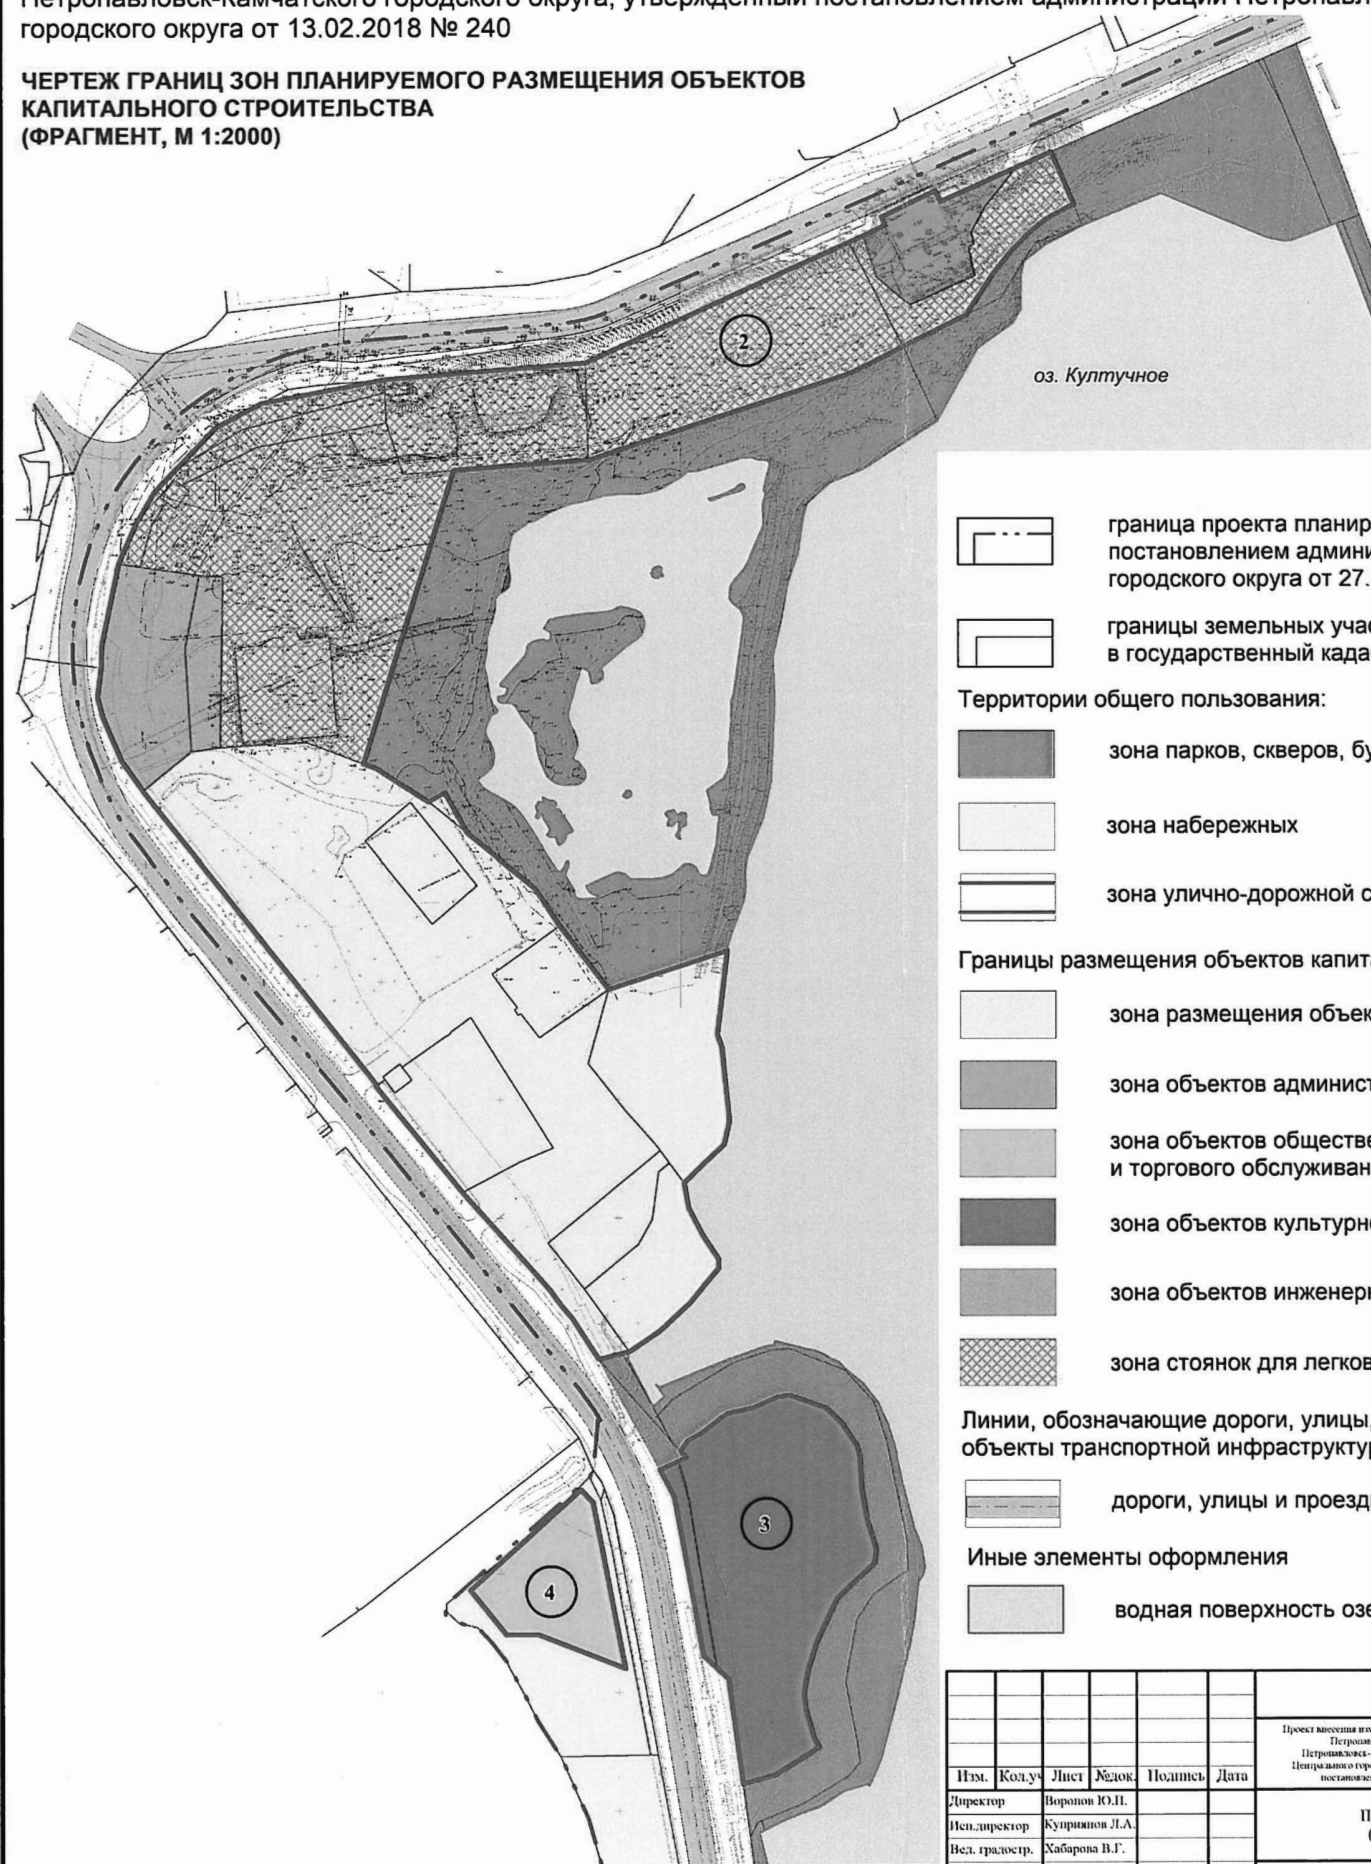 городского округа от 13.02.2018 № 240
ЧЕРТЕЖ ГРАНИЦ ЗОН ПЛАНИРУЕМОГО РАЗМЕЩЕНИЯ ОБЪЕКТОВ
КАПИТАЛЬНОГО СТРОИТЕЛЬСТВА
(ФРАГМЕНТ, М 1:2000)
2
оз. Култучное
граница проекта планир
постановлением админи
городского округа от 27.
границы земельных учас
в государственный када
Территории общего пользования:
зона парков, скверов, бу
зона набережных
зона улично-дорожной с
Границы размещения объектов капит
зона размещения объек
зона объектов админист
зона объектов обществе
и торгового обслуживан
зона объектов культурн
зона объектов инженер
зона стоянок для легков
Линии, обозначающие дороги, улицы,
объекты транспортной инфраструкту
дороги, улицы и проезд
Иные элементы оформления
водная поверхность озе
3
4
Изм. Кол.уч Лист №док. Подпись Дата
Директор Воронов Ю.П.
Исп.директор Куприянов Л.А.
Вед. градостр. Хабарова В.Г.